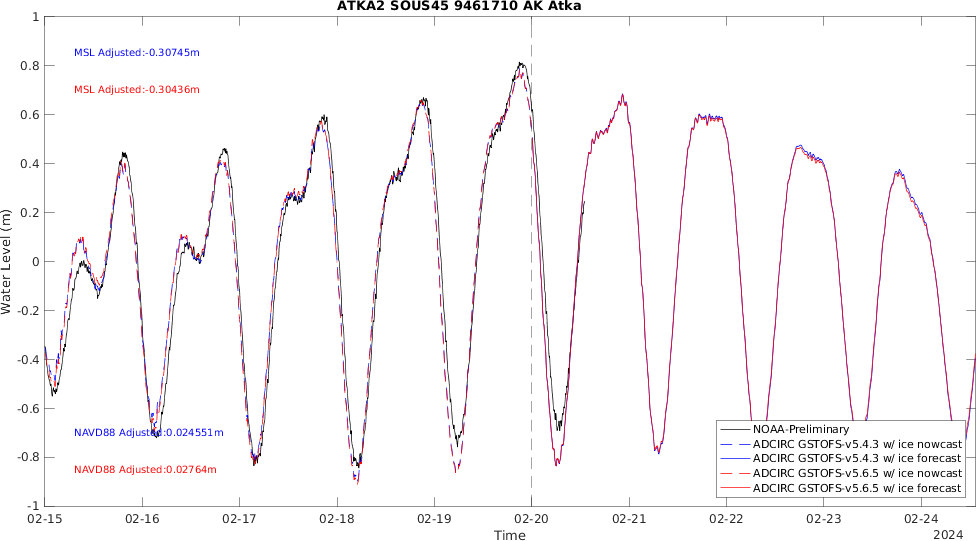 ATKA2 SOUS45 9461710 AK Atka
1
0.8
0.6
0.4
0.2
0
-0.2
-0.4
-0.6
-0.8
-1
Water Level (m)
MSL Adjusted:-0.30745m
MSL Adjusted:-0.30436m
NAVD88 Adjusted:0.024551m
NAVD88 Adjusted:0.02764m
NOAA-Preliminary
ADCIRC GSTOFS-v5.4.3 w/ ice nowcast
ADCIRC GSTOFS-v5.4.3 w/ ice forecast
ADCIRC GSTOFS-v5.6.5 w/ ice nowcast
ADCIRC GSTOFS-v5.6.5 w/ ice forecast
02-15 02-16 02-17 02-18 02-19 02-20 02-21 02-22 02-23 02-24
Time
2024